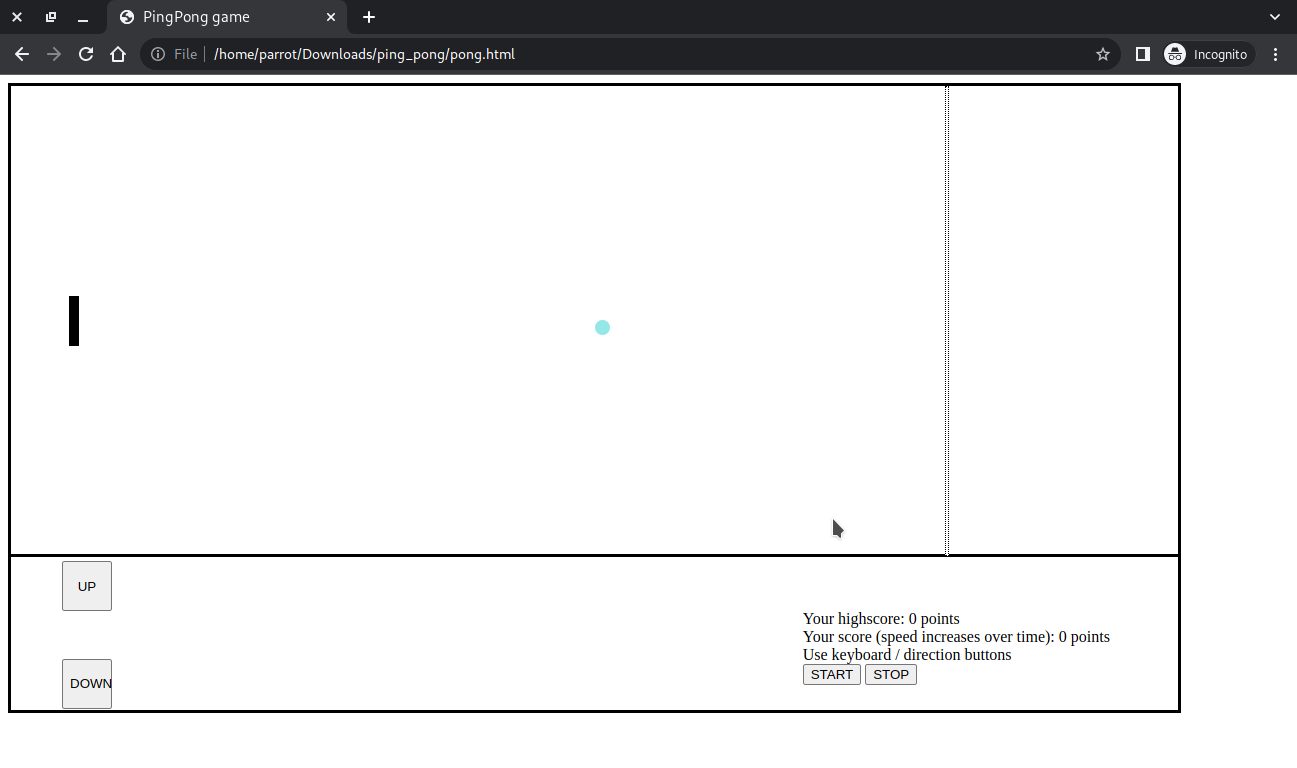 PingPong game
File
/home/parrot/Downloads/ping_pong/pong.html
Incognito
UP
DOWN
Your highscore: 0 points
Your score (speed increases over time): 0 points
Use keyboard / direction buttons
START STOP